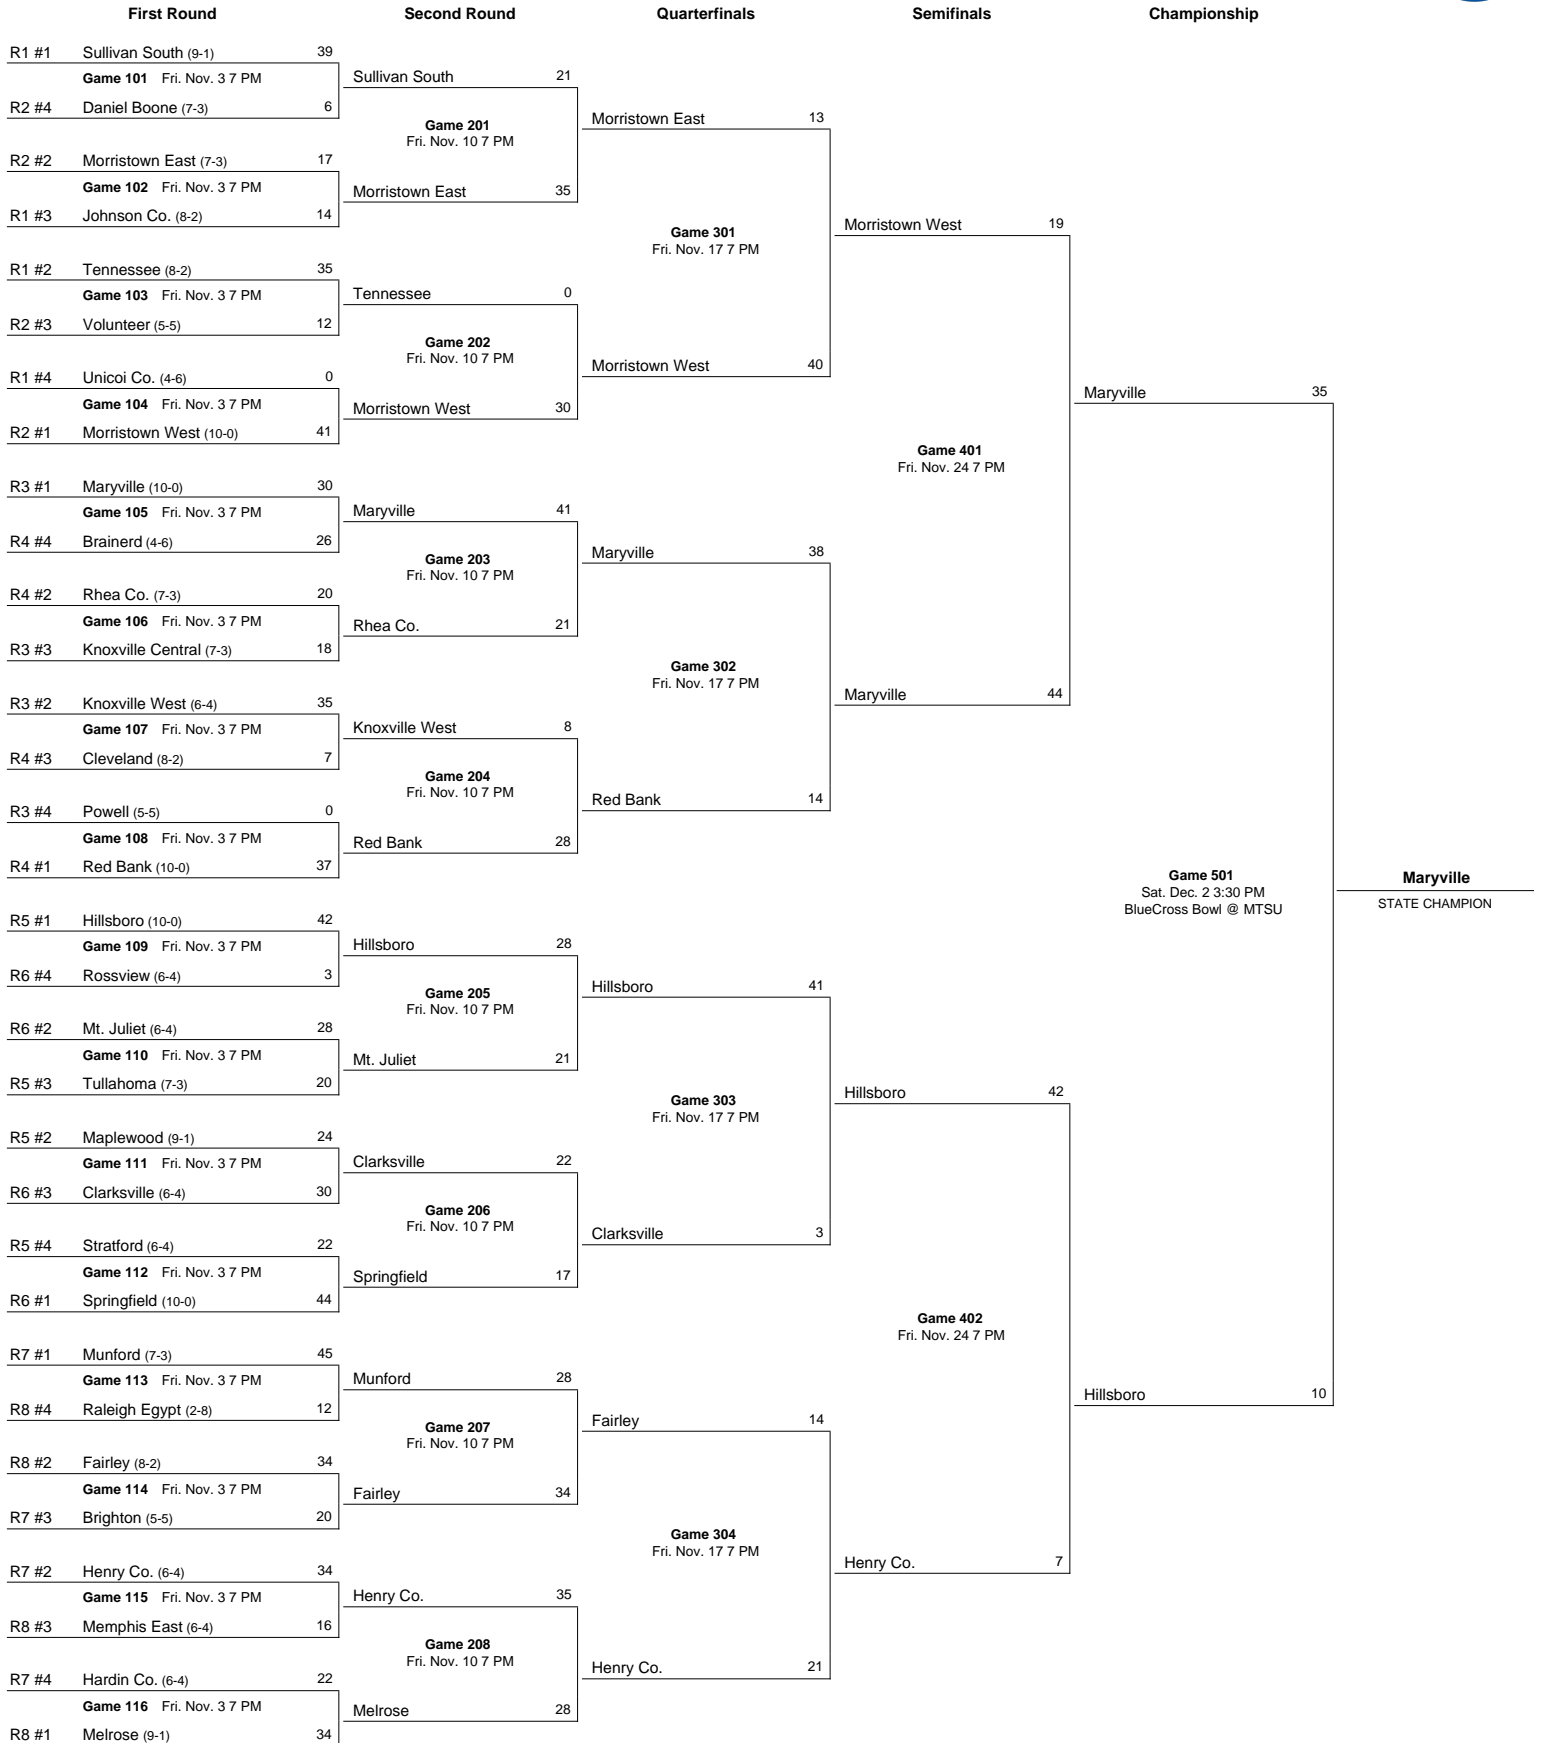 First Round Second Round Quarterfinals Semifinals Championship
R1 #1 Sullivan South (9-1) 39
Game 101 Fri. Nov. 3 7 PM
R2 #4 Daniel Boone (7-3) 6
R2 #2 Morristown East (7-3) 17
Game 102 Fri. Nov. 3 7 PM
R1 #3 Johnson Co. (8-2) 14
R1 #2 Tennessee (8-2) 35
Game 103 Fri. Nov. 3 7 PM
R2 #3 Volunteer (5-5) 12
R1 #4 Unicoi Co. (4-6) 0
Game 104 Fri. Nov. 3 7 PM
R2 #1 Morristown West (10-0) 41
R3 #1 Maryville (10-0) 30
Game 105 Fri. Nov. 3 7 PM
R4 #4 Brainerd (4-6) 26
R4 #2 Rhea Co. (7-3) 20
Game 106 Fri. Nov. 3 7 PM
R3 #3 Knoxville Central (7-3) 18
R3 #2 Knoxville West (6-4) 35
Game 107 Fri. Nov. 3 7 PM
R4 #3 Cleveland (8-2) 7
R3 #4 Powell (5-5) 0
Game 108 Fri. Nov. 3 7 PM
R4 #1 Red Bank (10-0) 37
R5 #1 Hillsboro (10-0) 42
Game 109 Fri. Nov. 3 7 PM
R6 #4 Rossview (6-4) 3
R6 #2 Mt. Juliet (6-4) 28
Game 110 Fri. Nov. 3 7 PM
R5 #3 Tullahoma (7-3) 20
R5 #2 Maplewood (9-1) 24
Game 111 Fri. Nov. 3 7 PM
R6 #3 Clarksville (6-4) 30
R5 #4 Stratford (6-4) 22
Game 112 Fri. Nov. 3 7 PM
R6 #1 Springfield (10-0) 44
R7 #1 Munford (7-3) 45
Game 113 Fri. Nov. 3 7 PM
R8 #4 Raleigh Egypt (2-8) 12
R8 #2 Fairley (8-2) 34
Game 114 Fri. Nov. 3 7 PM
R7 #3 Brighton (5-5) 20
R7 #2 Henry Co. (6-4) 34
Game 115 Fri. Nov. 3 7 PM
R8 #3 Memphis East (6-4) 16
R7 #4 Hardin Co. (6-4) 22
Game 116 Fri. Nov. 3 7 PM
R8 #1 Melrose (9-1) 34
Sullivan South 21
Game 201
Fri. Nov. 10 7 PM
Morristown East 35
Tennessee 0
Game 202
Fri. Nov. 10 7 PM
Morristown West 30
Maryville 41
Game 203
Fri. Nov. 10 7 PM
Rhea Co. 21
Knoxville West 8
Game 204
Fri. Nov. 10 7 PM
Red Bank 28
Hillsboro 28
Game 205
Fri. Nov. 10 7 PM
Mt. Juliet 21
Clarksville 22
Game 206
Fri. Nov. 10 7 PM
Springfield 17
Munford 28
Game 207
Fri. Nov. 10 7 PM
Fairley 34
Henry Co. 35
Game 208
Fri. Nov. 10 7 PM
Melrose 28
Morristown East 13
Game 301
Fri. Nov. 17 7 PM
Morristown West 40
Maryville 38
Game 302
Fri. Nov. 17 7 PM
Red Bank 14
Hillsboro 41
Game 303
Fri. Nov. 17 7 PM
Clarksville 3
Fairley 14
Game 304
Fri. Nov. 17 7 PM
Henry Co. 21
Morristown West 19
Game 401
Fri. Nov. 24 7 PM
Maryville 44
Hillsboro 42
Game 402
Fri. Nov. 24 7 PM
Henry Co. 7
Maryville 35
Game 501
Sat. Dec. 2 3:30 PM
BlueCross Bowl @ MTSU
Hillsboro 10
Maryville
STATE CHAMPION